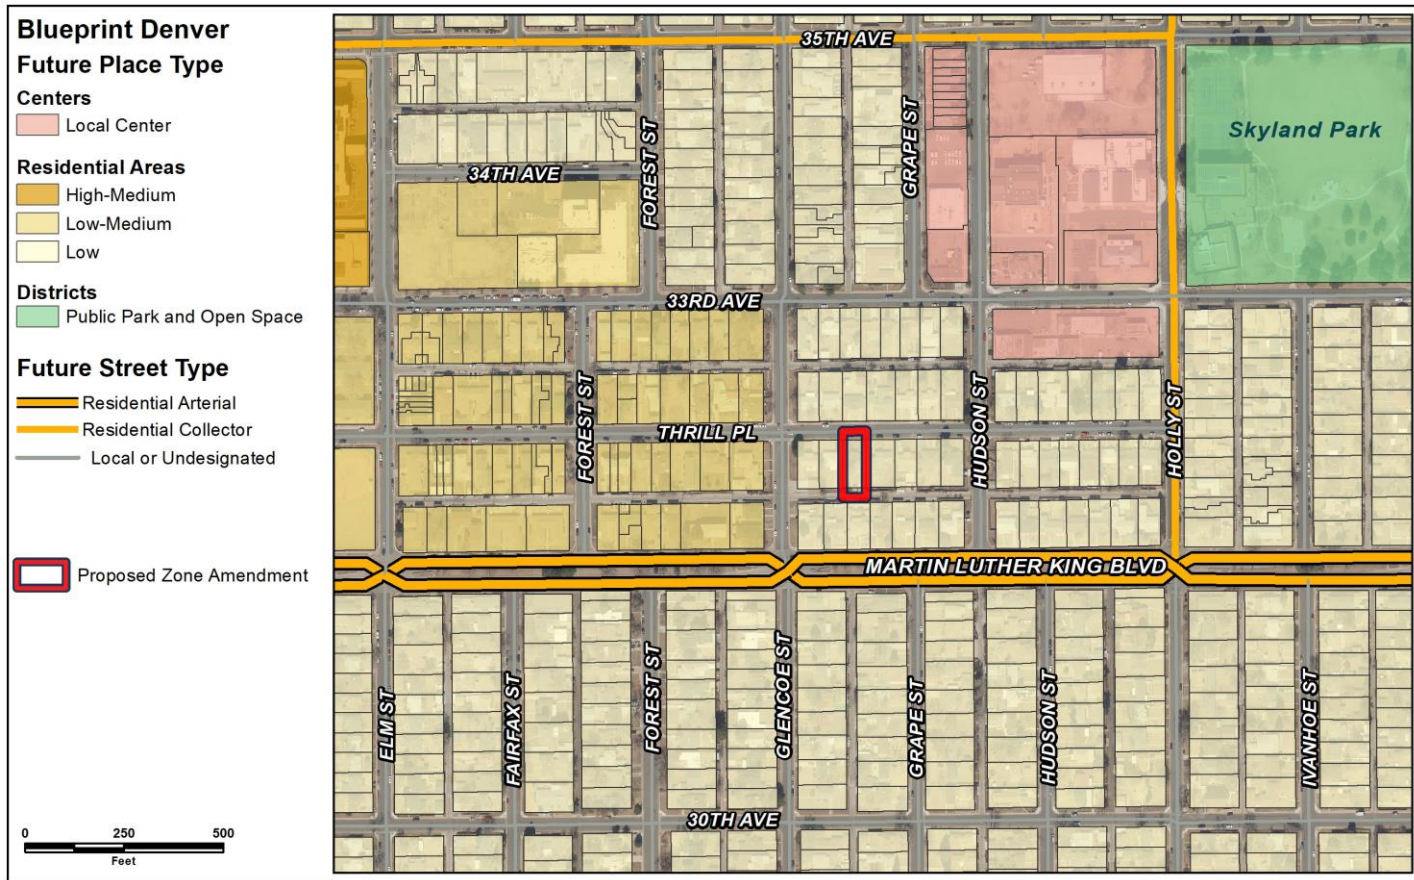 Blueprint Denver
Future Place Type
Centers
Local Center
Residential Areas
High-Medium
Low-Medium
Low
Districts
Public Park and Open Space
Future Street Type
Residential Arterial
Residential Collector
Local or Undesignated
Proposed Zone Amendment
0 250 500
Feet
35TH AVE
GRAPE ST
Skyland Park
FOREST ST
34TH AVE
33RD AVE
FOREST ST
HUDSON ST
HOLLY ST
THRILL PL
MARTIN LUTHER KING BLVD
ELM ST
FAIRFAX ST
FOREST ST
GLENCOE ST
GRAPE ST
HUDSON ST
IVANHOE ST
30TH AVE